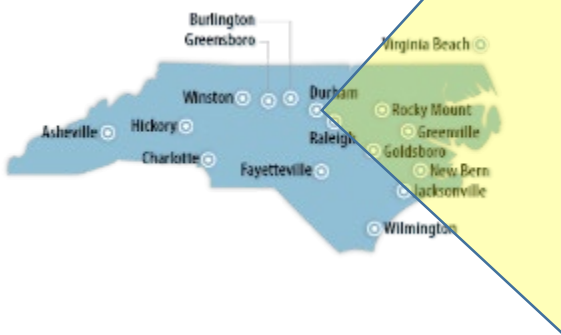 Burlington
Greensboro
Virginia Beach
Winston
Durham
Rocky Mount
Asheville
Hickory
Raleigh
Greenville
Charlotte
Goldsboro
Fayetteville
New Bern
Jacksonville
Wilmington